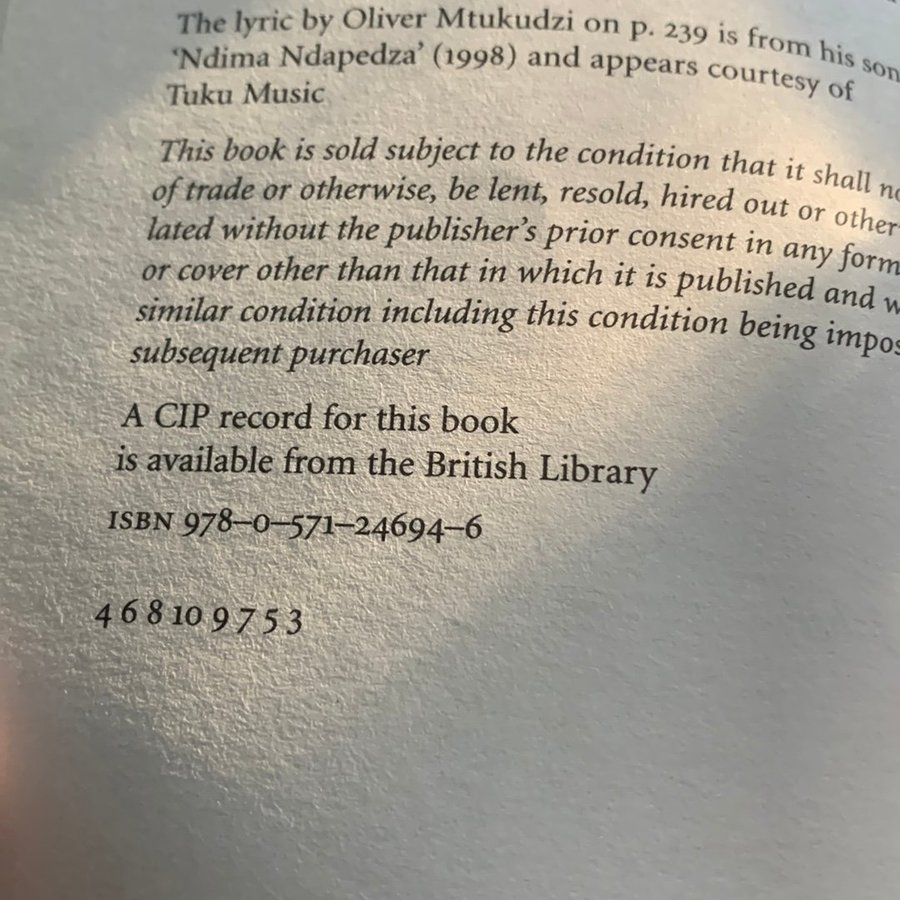 The lyric by Oliver Mtukudzi on p. 239 is from his
‘Ndima Ndapedza’ (1998) and appears courtesy of
Tuku Music
This book is sold subject to the condition that it shall
of trade or otherwise, be lent, resold, hired out or other
lated without the publisher’s prior consent in any form
or cover other than that in which it is published and
similar condition including this condition being impos
subsequent purchaser
A CIP record for this book
is available from the British Library
ISBN 978–0–571–24694–6
4 6 8 10 9 7 5 3